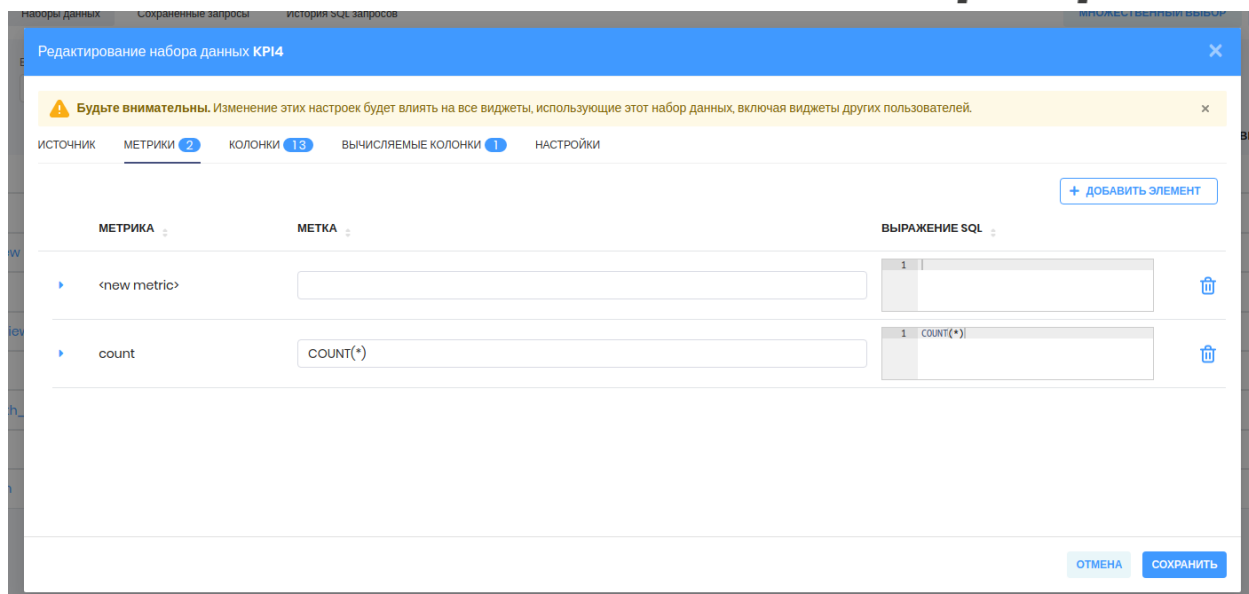 Наборы данных Сохраненные запросы История SQL запросов МНОЖЕСТВЕННЫЙ ВЫБОР
Редактирование набора данных KPI4
Будьте внимательны. Изменение этих настроек будет влиять на все виджеты, использующие этот набор данных, включая виджеты других пользователей.
ИСТОЧНИК МЕТРИКИ 2 КОЛОНКИ 13 ВЫЧИСЛЯЕМЫЕ КОЛОНКИ 1 НАСТРОЙКИ
+ ДОБАВИТЬ ЭЛЕМЕНТ
МЕТРИКА МЕТКА ВЫРАЖЕНИЕ SQL
<new metric> 1
count COUNT(*) 1 COUNT(*)
ОТМЕНА СОХРАНИТЬ